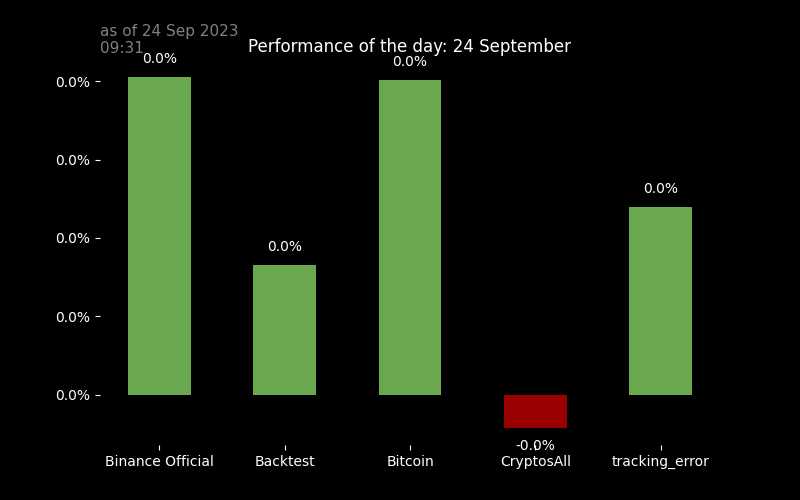 as of 24 Sep 2023
09:31
Performance of the day: 24 September
0.0%
0.0%
0.0%
0.0%
0.0%
0.0%
0.0%
0.0%
-0.0%
0.0%
Binance Official
Backtest
Bitcoin
CryptosAll
tracking_error